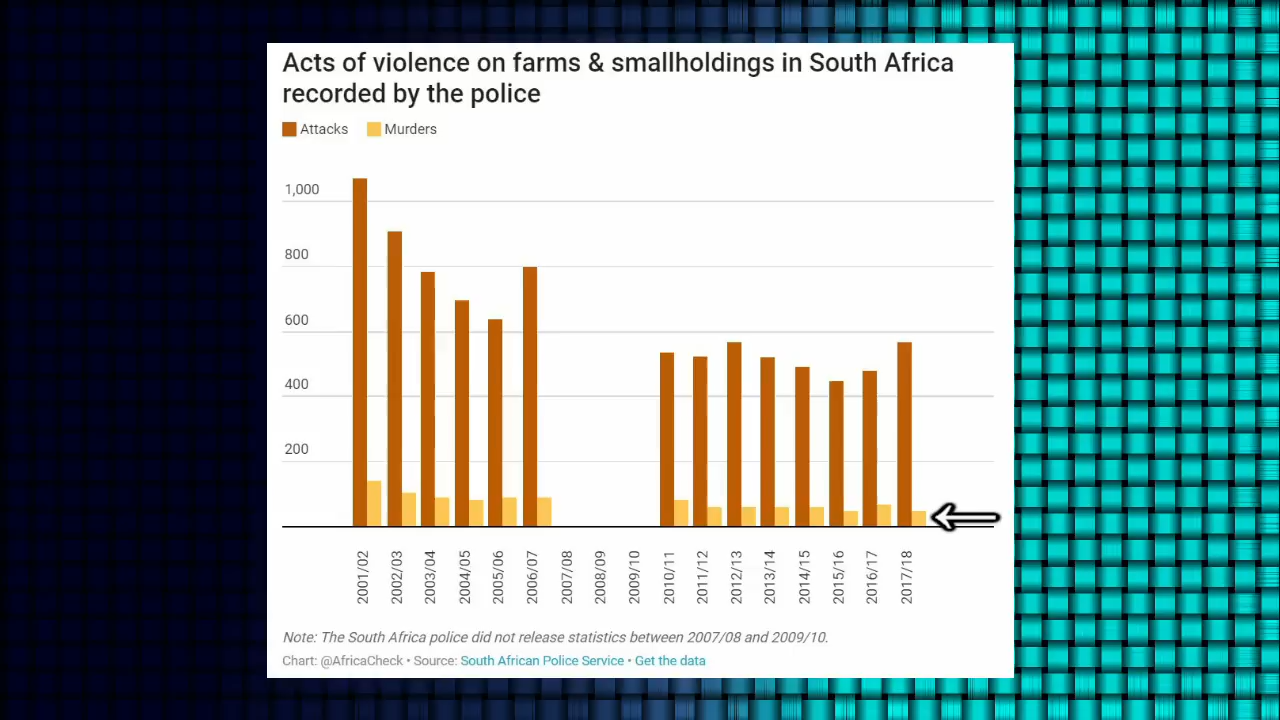 Acts of violence on farms & smallholdings in South Africa
recorded by the police
Attacks Murders
1,000
800
600
400
200
2001/02 2002/03 2003/04 2004/05 2005/06 2006/07 2007/08 2008/09 2009/10 2010/11 2011/12 2012/13 2013/14 2014/15 2015/16 2016/17 2017/18
Note: The South Africa police did not release statistics between 2007/08 and 2009/10.
Chart: @AfricaCheck • Source: South African Police Service • Get the data